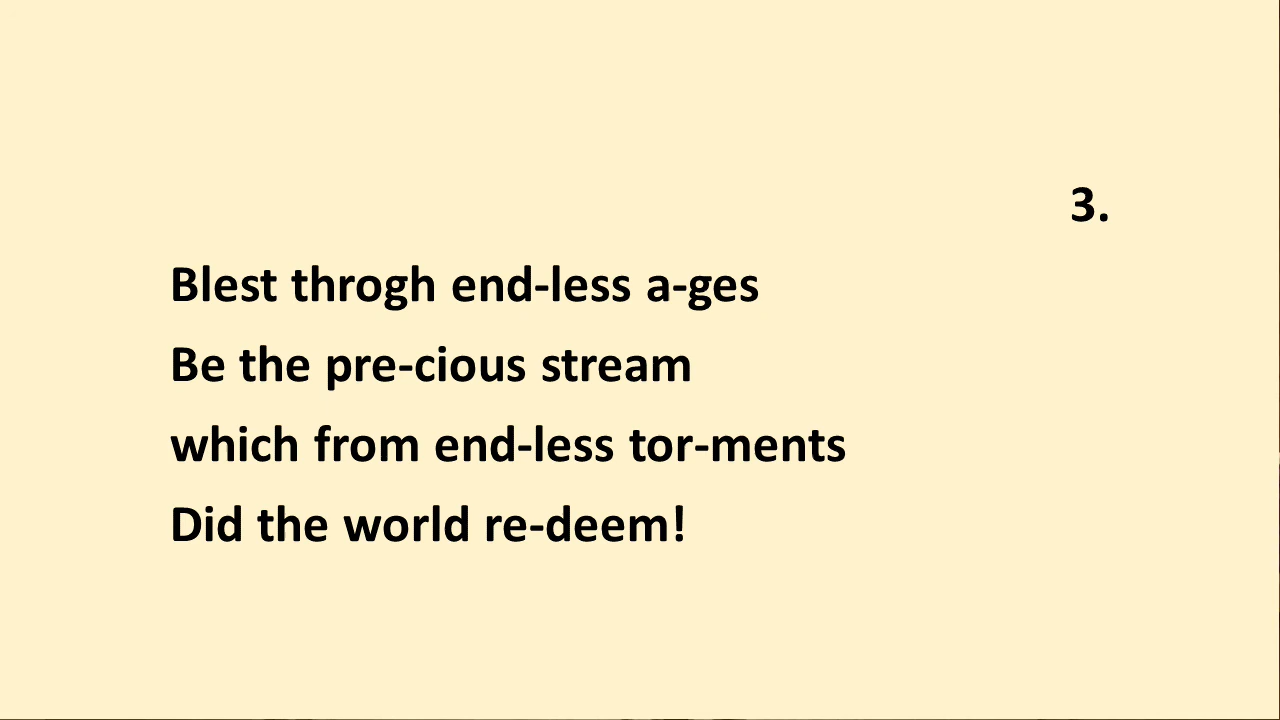 3.
Blest throgh end-less a-ges
Be the pre-cious stream
which from end-less tor-ments
Did the world re-deem!